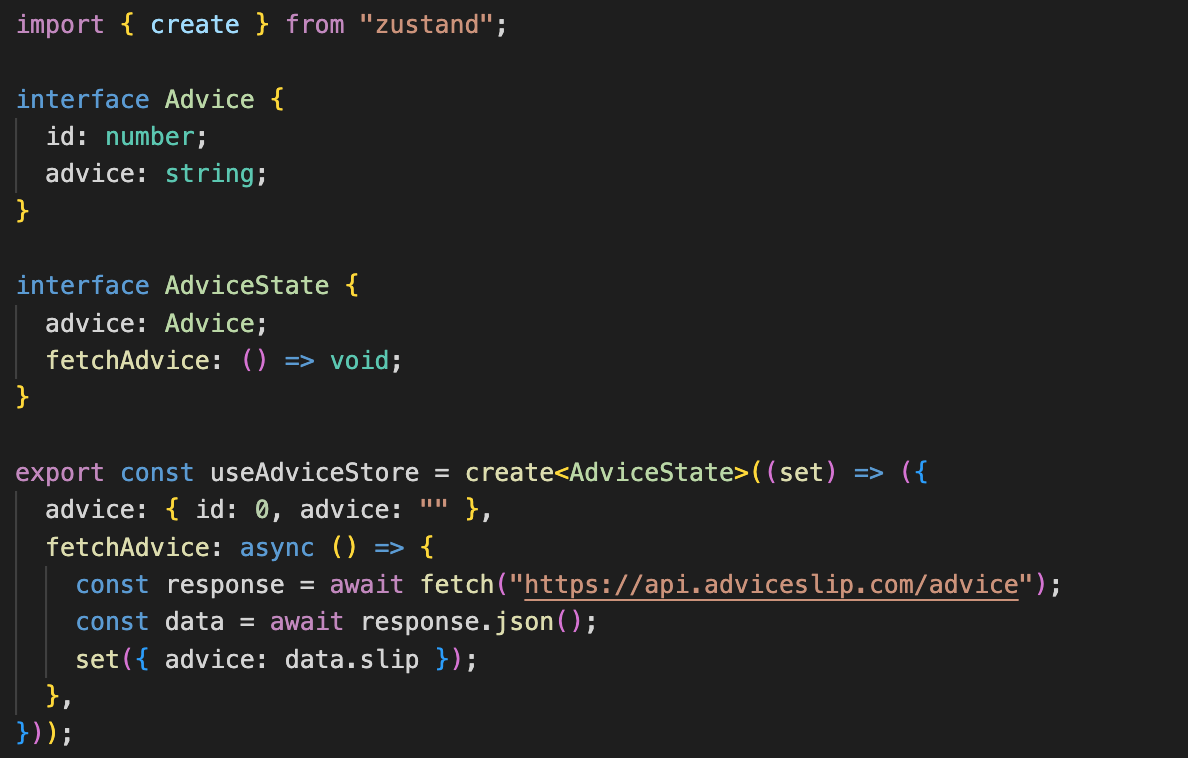 import { create } from "zustand";

interface Advice {
  id: number;
  advice: string;
}

interface AdviceState {
  advice: Advice;
  fetchAdvice: () => void;
}

export const useAdviceStore = create<AdviceState>((set) => ({
  advice: { id: 0, advice: "" },
  fetchAdvice: async () => {
    const response = await fetch("https://api.adviceslip.com/advice");
    const data = await response.json();
    set({ advice: data.slip });
  },
}));